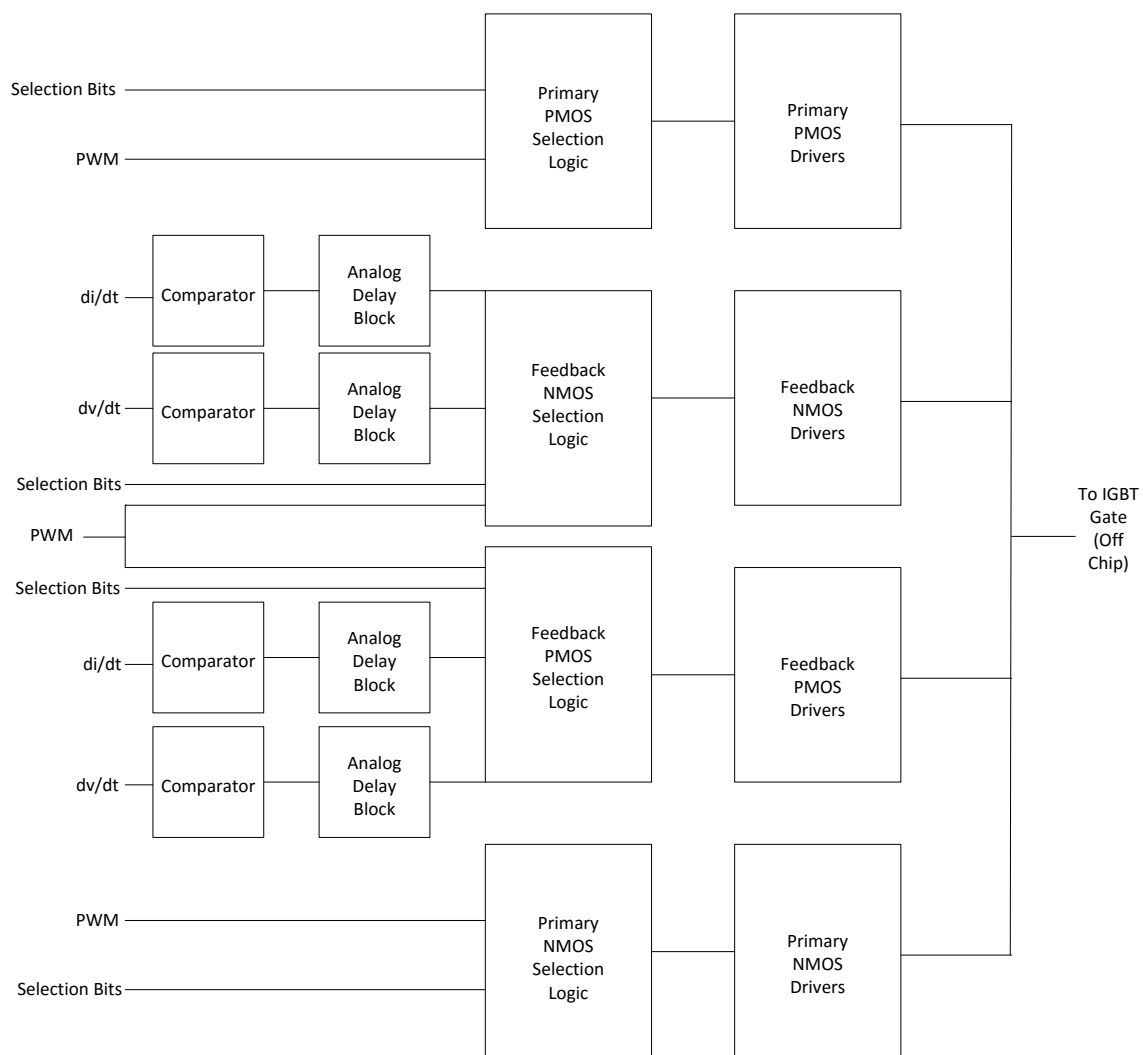 Selection Bits
PWM
Primary
PMOS
Selection
Logic
Primary
PMOS
Drivers
di/dt
Comparator
Analog
Delay
Block
dv/dt
Comparator
Analog
Delay
Block
Selection Bits
PWM
Feedback
NMOS
Selection
Logic
Feedback
NMOS
Drivers
To IGBT
Gate
(Off
Chip)
Selection Bits
di/dt
Comparator
Analog
Delay
Block
dv/dt
Comparator
Analog
Delay
Block
Feedback
PMOS
Selection
Logic
Feedback
PMOS
Drivers
PWM
Selection Bits
Primary
NMOS
Selection
Logic
Primary
NMOS
Drivers